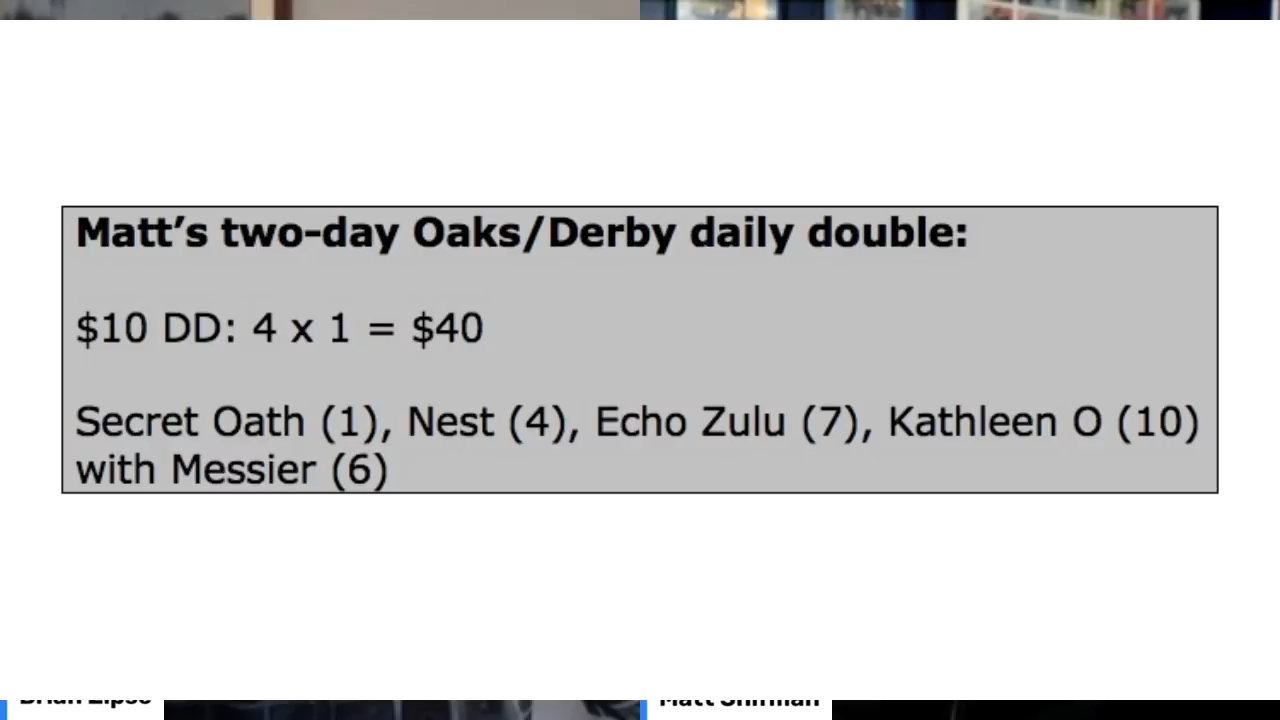 Matt’s two-day Oaks/Derby daily double:
$10 DD: 4 x 1 = $40
Secret Oath (1), Nest (4), Echo Zulu (7), Kathleen O (10)
with Messier (6)